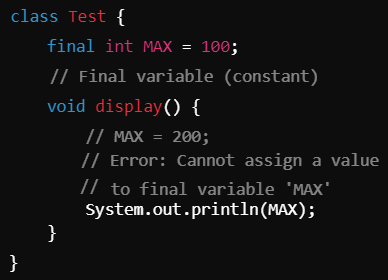 class Test {
final int MAX = 100;
// Final variable (constant)
void display() {
// MAX = 200;
// Error: Cannot assign a value
// to final variable 'MAX'
System.out.println(MAX);
}
}